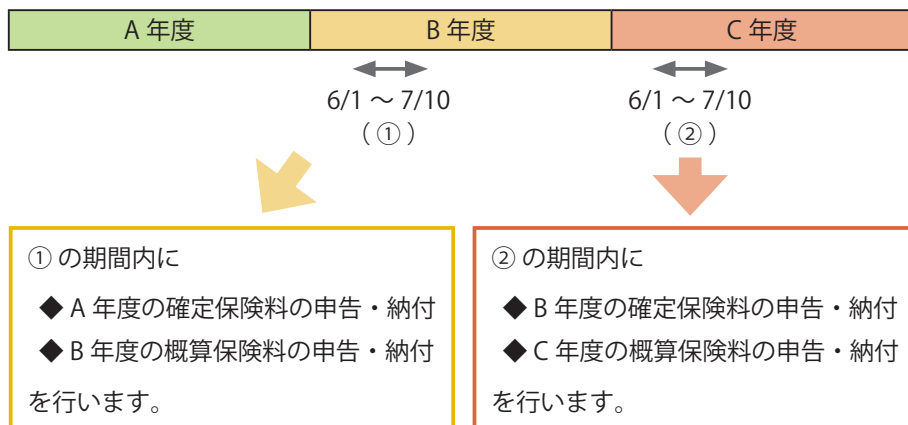 A 年度
B 年度
C 年度
6/1 ～ 7/10
（ ① ）
6/1 ～ 7/10
（ ② ）
① の期間内に
◆ A 年度の確定保険料の申告・納付
◆ B 年度の概算保険料の申告・納付
を行います。
② の期間内に
◆ B 年度の確定保険料の申告・納付
◆ C 年度の概算保険料の申告・納付
を行います。